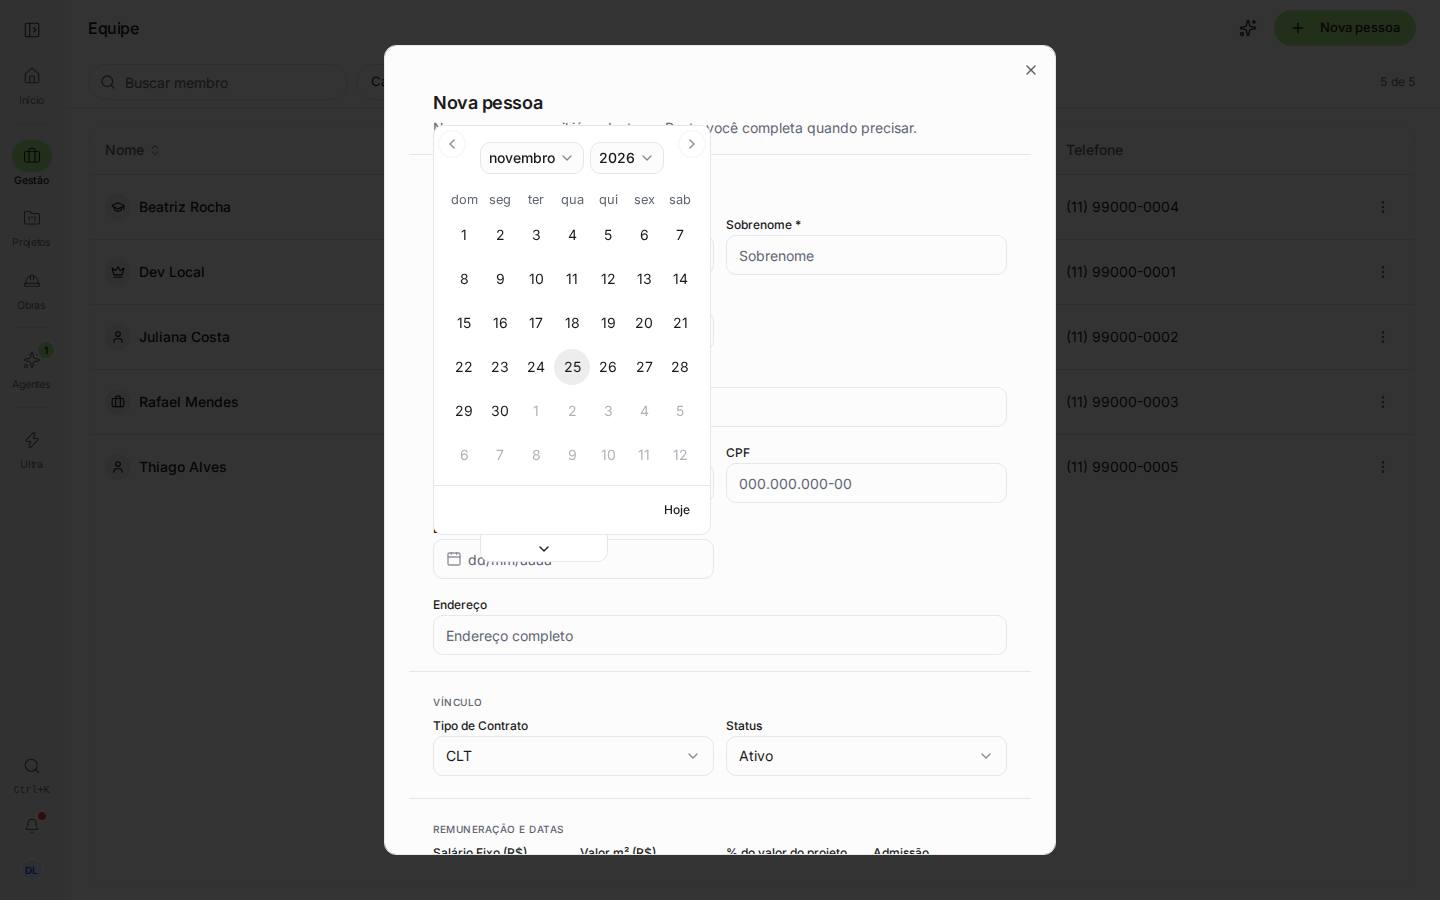 Equipe
Nova pessoa
Buscar membro
5 de 5
Início
Gestão
Projetos
Obras
1
Agentes
Ultra
Ctrl+K
DL
Nome
Telefone
Beatriz Rocha
(11) 99000-0004
Dev Local
(11) 99000-0001
Juliana Costa
(11) 99000-0002
Rafael Mendes
(11) 99000-0003
Thiago Alves
(11) 99000-0005
Nova pessoa
você completa quando precisar.
novembro
2026
dom seg ter qua qui sex sab
1 2 3 4 5 6 7
8 9 10 11 12 13 14
15 16 17 18 19 20 21
22 23 24 25 26 27 28
29 30 1 2 3 4 5
6 7 8 9 10 11 12
Hoje
Sobrenome *
Sobrenome
CPF
000.000.000-00
dd/mm/aaaa
Endereço
Endereço completo
VÍNCULO
Tipo de Contrato
CLT
Status
Ativo
REMUNERAÇÃO E DATAS
Salário Fixo (R$)
Valor m² (R$)
% do valor do projeto
Admissão